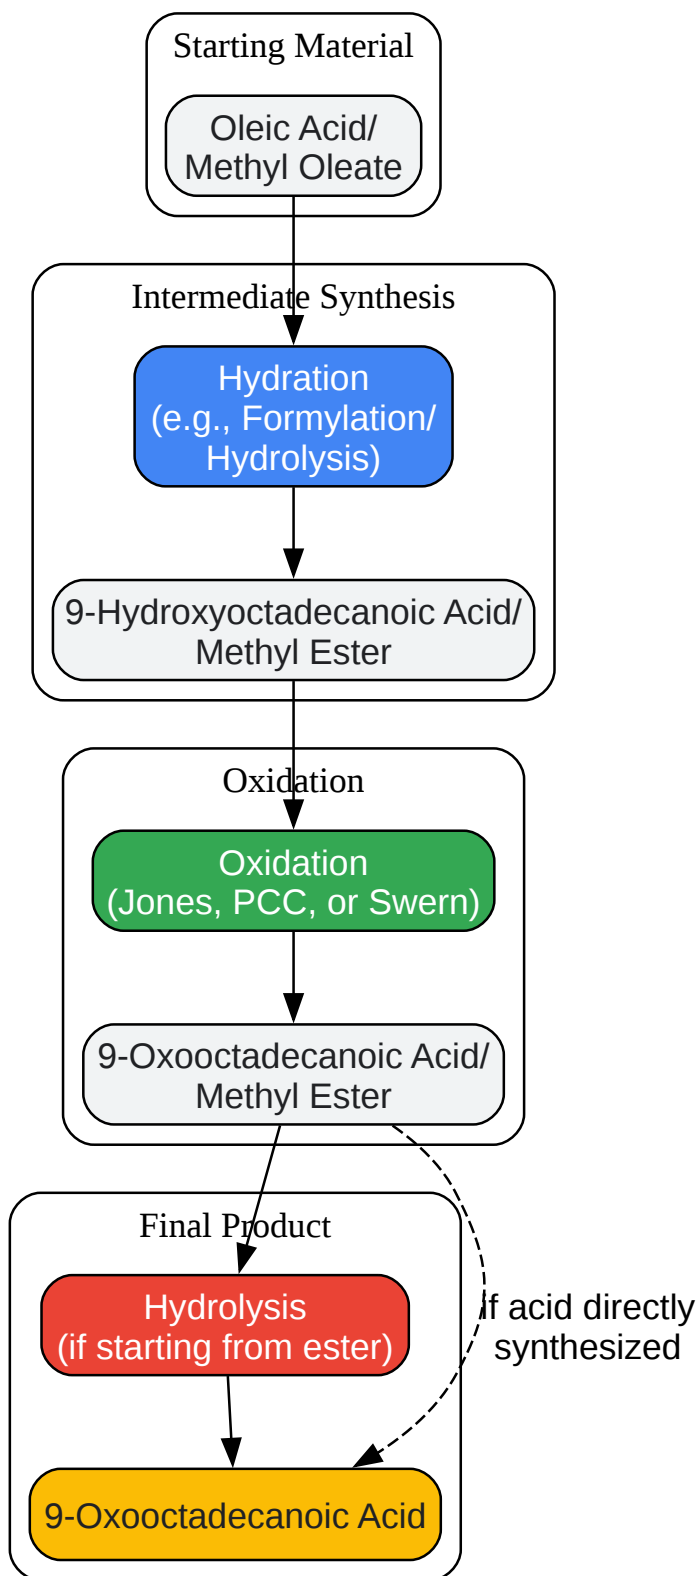 Starting Material
Oleic Acid/
Methyl Oleate
Intermediate Synthesis
Hydration
(e.g., Formylation/
Hydrolysis)
9-Hydroxyoctadecanoic Acid/
Methyl Ester
Oxidation
Oxidation
(Jones, PCC, or Swern)
9-Oxooctadecanoic Acid/
Methyl Ester
Final Product
Hydrolysis
(if starting from ester)
if acid directly
synthesized
9-Oxooctadecanoic Acid